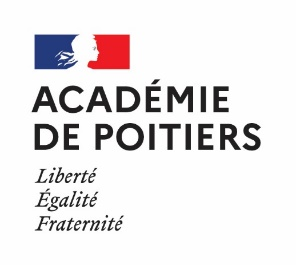 ACADÉMIE
DE POITIERS
Liberté
Égalité
Fraternité